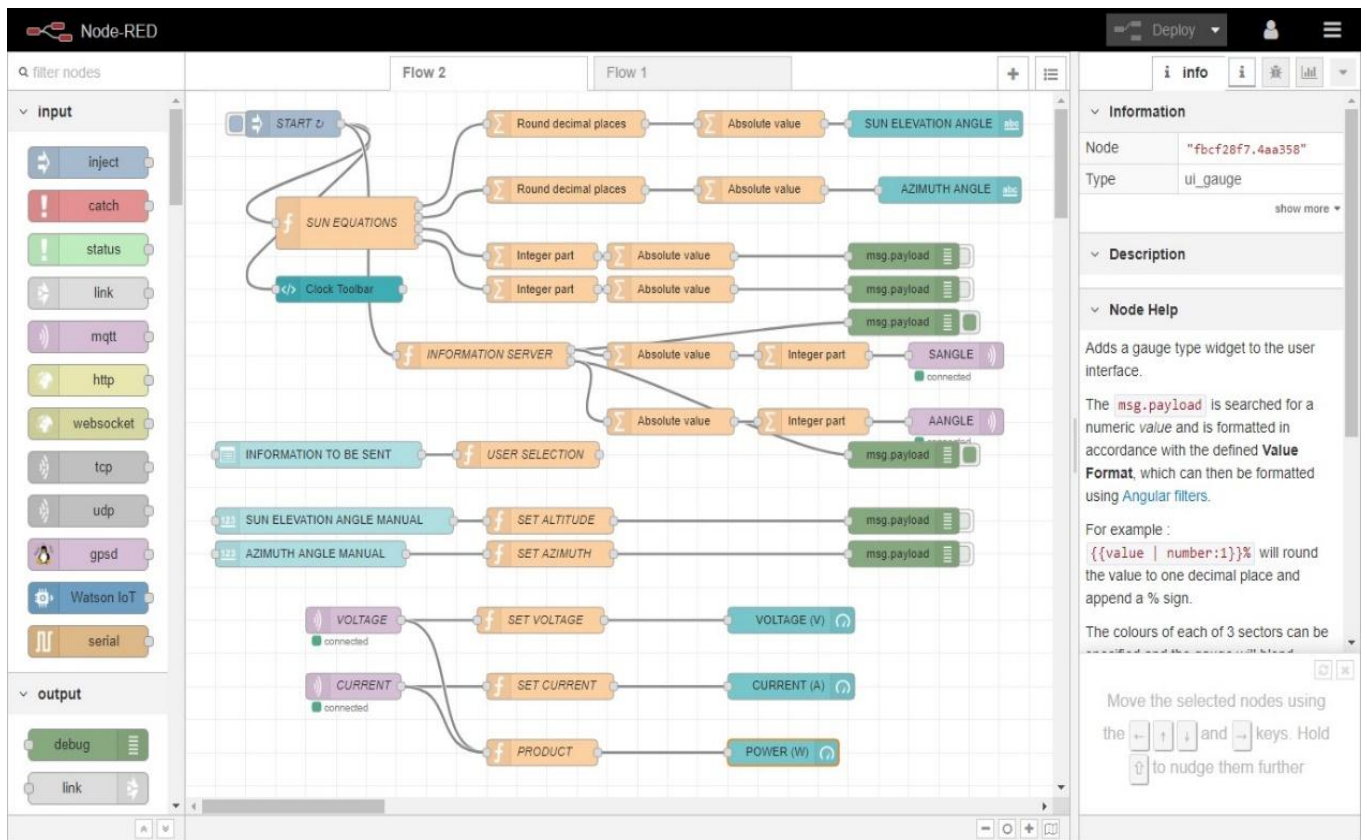 Node-RED
Deploy
filter nodes
Flow 2
Flow 1
info
input
inject
catch
status
link
mqtt
http
websocket
tcp
udp
gpsd
Watson IoT
serial
output
debug
link
START ↻
Round decimal places
Absolute value
SUN ELEVATION ANGLE
abc
Round decimal places
Absolute value
AZIMUTH ANGLE
abc
SUN EQUATIONS
Integer part
Absolute value
msg.payload
Clock Toolbar
Integer part
Absolute value
msg.payload
msg.payload
INFORMATION SERVER
Absolute value
Integer part
SANGLE
connected
Absolute value
Integer part
AANGLE
INFORMATION TO BE SENT
USER SELECTION
msg.payload
123
SUN ELEVATION ANGLE MANUAL
SET ALTITUDE
msg.payload
123
AZIMUTH ANGLE MANUAL
SET AZIMUTH
msg.payload
VOLTAGE
SET VOLTAGE
VOLTAGE (V)
connected
CURRENT
SET CURRENT
CURRENT (A)
connected
PRODUCT
POWER (W)
Information
Node
"fbcf28f7.4aa358"
Type
ui_gauge
show more
Description
Node Help
Adds a gauge type widget to the user
interface.
The msg.payload is searched for a
numeric value and is formatted in
accordance with the defined Value
Format, which can then be formatted
using Angular filters.
For example :
{{value | number:1}}% will round
the value to one decimal place and
append a % sign.
The colours of each of 3 sectors can be
Move the selected nodes using
the ← ↑ ↓ and → keys. Hold
⇧ to nudge them further